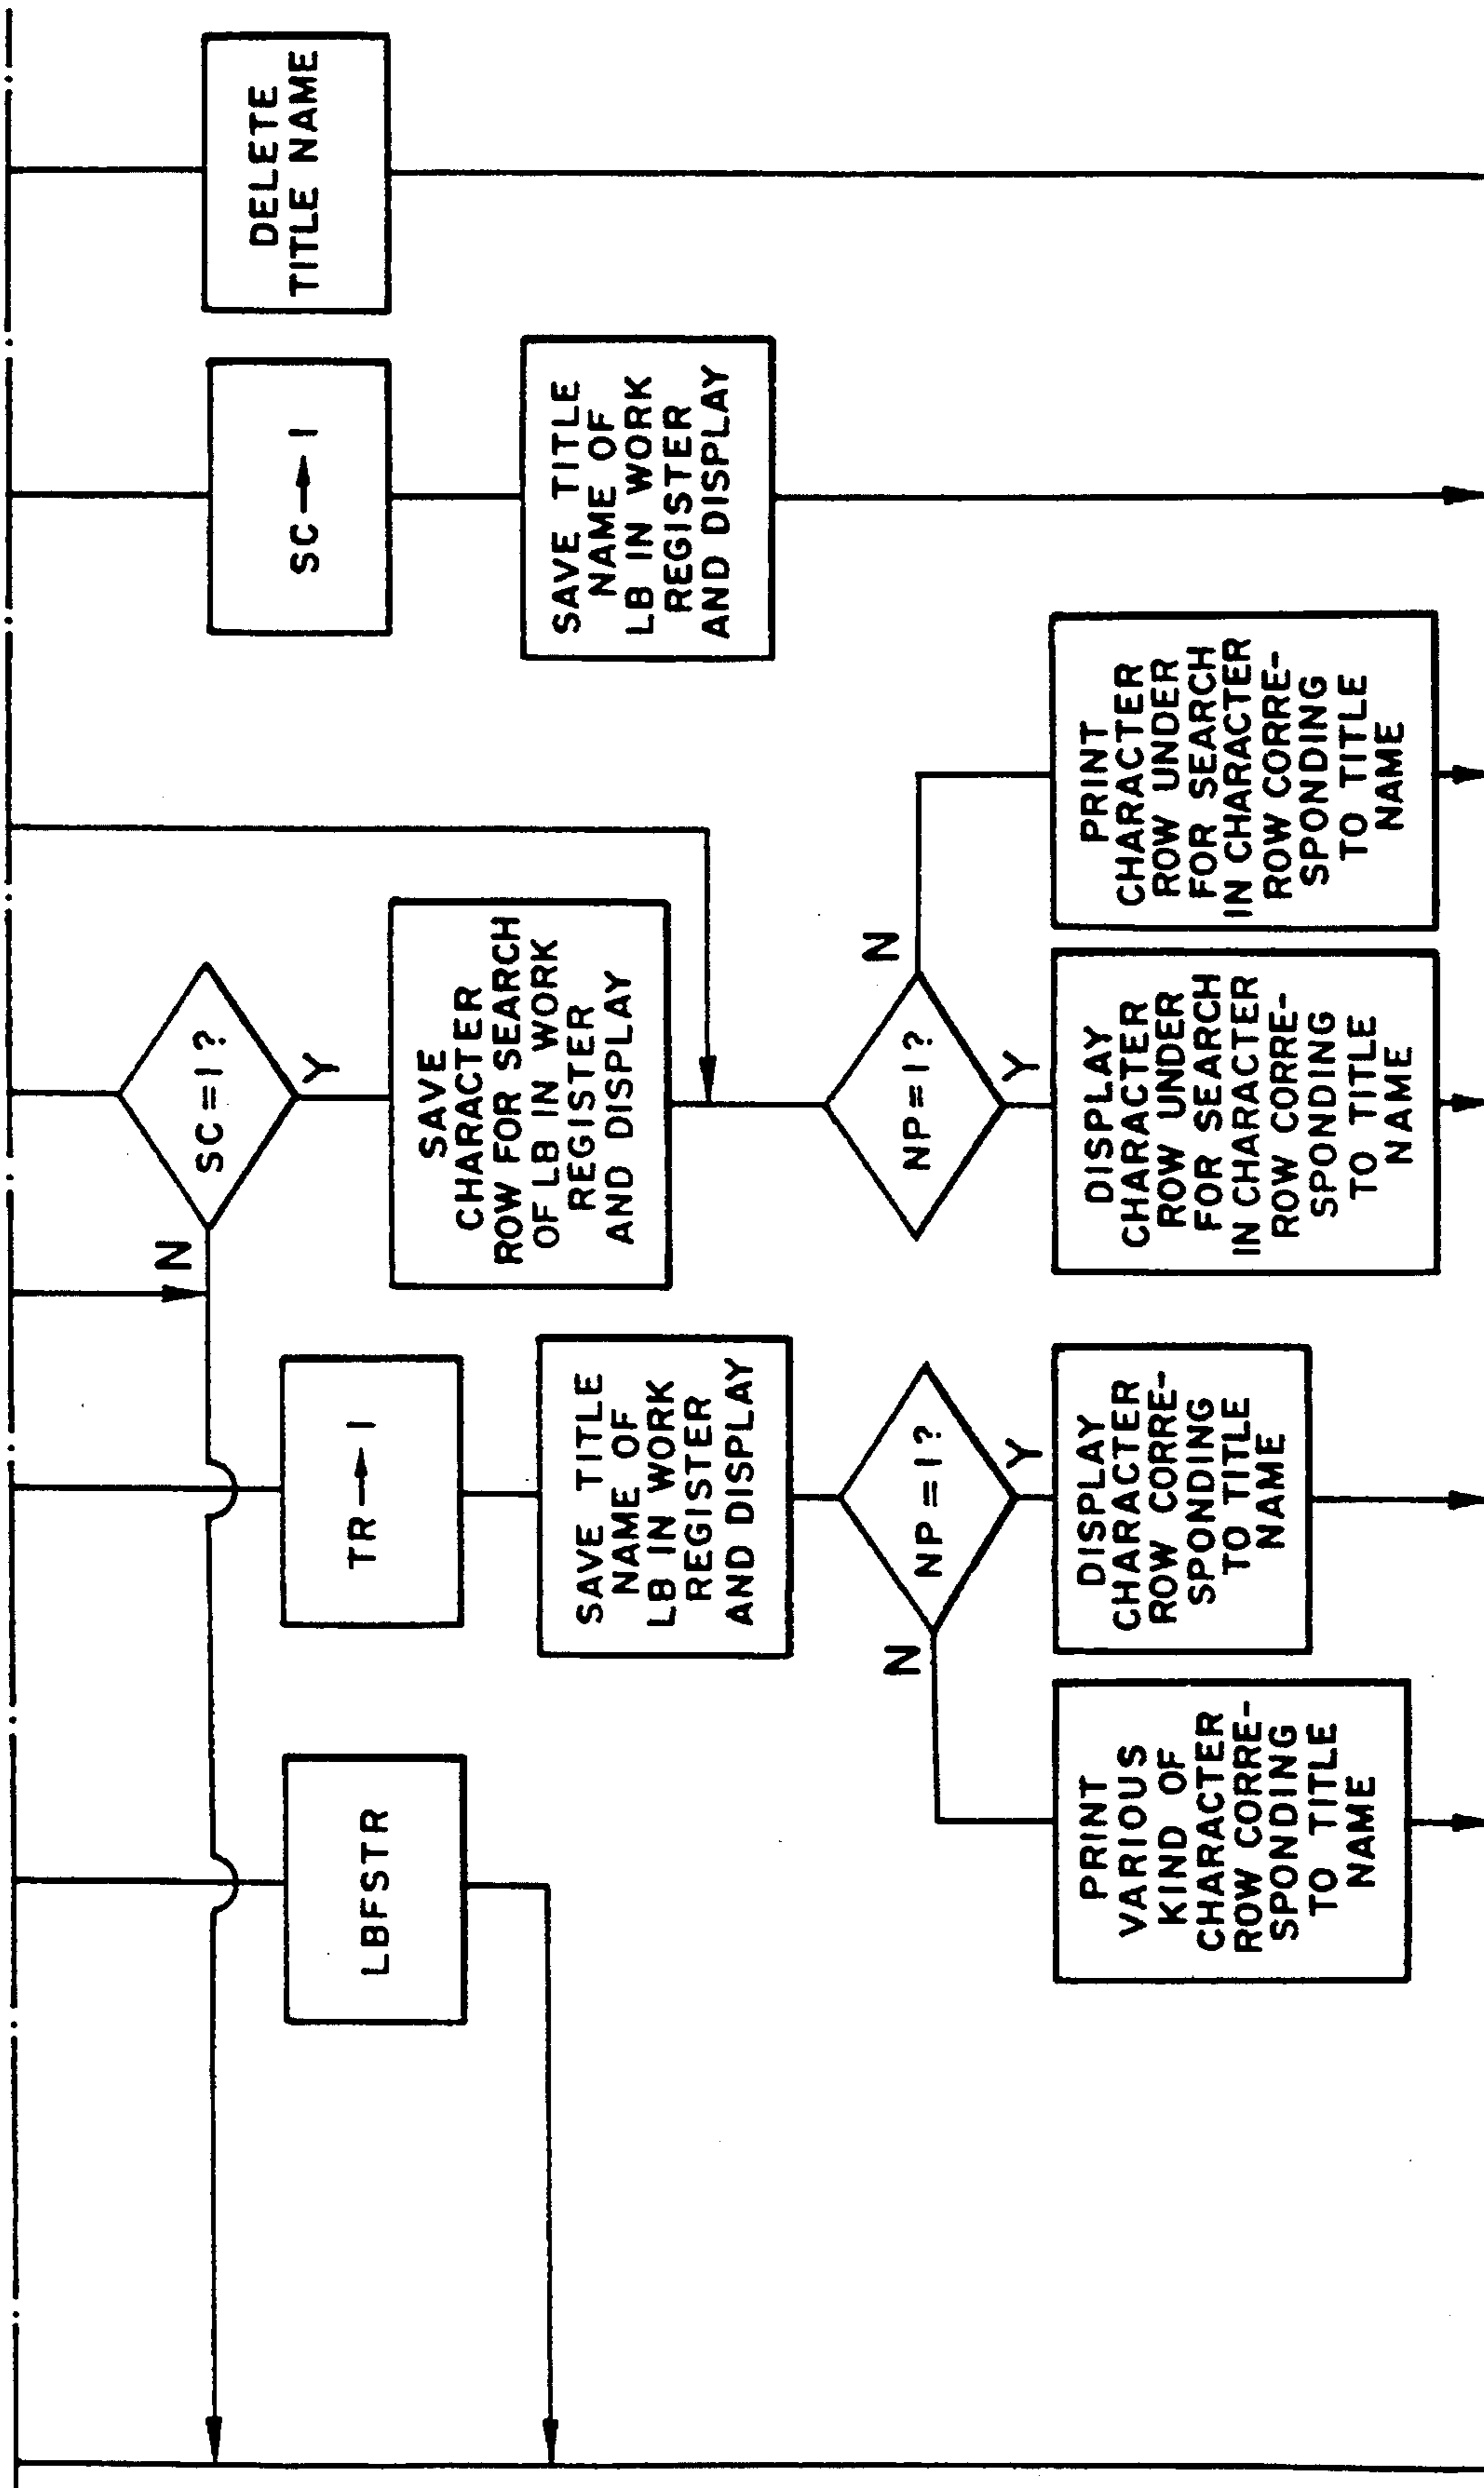 LBFSTR
TR→1
SAVE TITLE
NAME OF
LB IN WORK
REGISTER
AND DISPLAY
NP=1?
N
Y
PRINT
VARIOUS
KIND OF
CHARACTER
ROW CORRE-
SPONDING
TO TITLE
NAME
DISPLAY
CHARACTER
ROW CORRE-
SPONDING
TO TITLE
NAME
N
SC=1?
Y
SAVE
CHARACTER
ROW FOR SEARCH
OF LB IN WORK
REGISTER
AND DISPLAY
NP=1?
N
Y
DISPLAY
CHARACTER
ROW UNDER
FOR SEARCH
IN CHARACTER
ROW CORRE-
SPONDING
TO TITLE
NAME
PRINT
CHARACTER
ROW UNDER
FOR SEARCH
IN CHARACTER
ROW CORRE-
SPONDING
TO TITLE
NAME
SC→1
SAVE TITLE
NAME OF
LB IN WORK
REGISTER
AND DISPLAY
DELETE
TITLE NAME